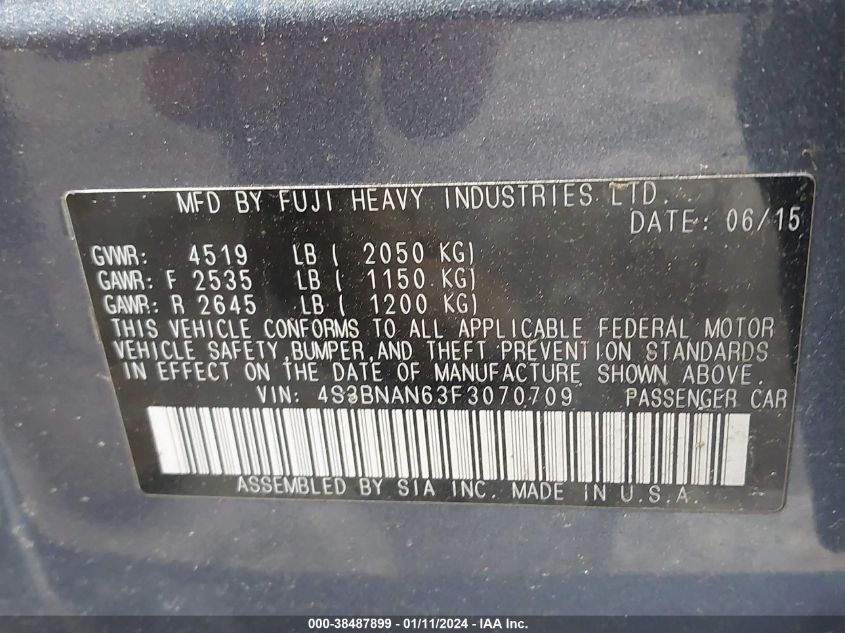 MFD BY FUJI HEAVY INDUSTRIES LTD.
DATE: 06/15
GVWR: 4519 LB ( 2050 KG)
GAWR: F 2535 LB ( 1150 KG)
GAWR: R 2645 LB ( 1200 KG)
THIS VEHICLE CONFORMS TO ALL APPLICABLE FEDERAL MOTOR
VEHICLE SAFETY,BUMPER,AND THEFT PREVENTION STANDARDS
IN EFFECT ON THE DATE OF MANUFACTURE SHOWN ABOVE.
VIN: 4S3BNAN63F3070709 PASSENGER CAR
ASSEMBLED BY SIA INC. MADE IN U.S.A.
000-38487899 - 01/11/2024 - IAA Inc.